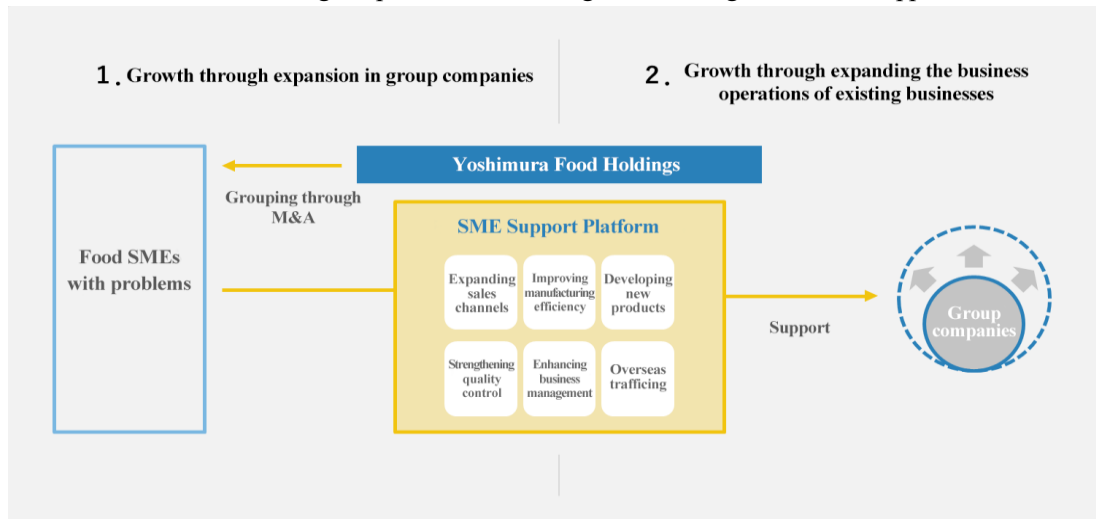 1. Growth through expansion in group companies
2. Growth through expanding the business
operations of existing businesses
Yoshimura Food Holdings
Grouping through
M&A
Food SMEs
with problems
SME Support Platform
Expanding
sales
channels
Improving
manufacturing
efficiency
Developing
new
products
Strengthening
quality
control
Enhancing
business
management
Overseas
trafficing
Support
Group
companies